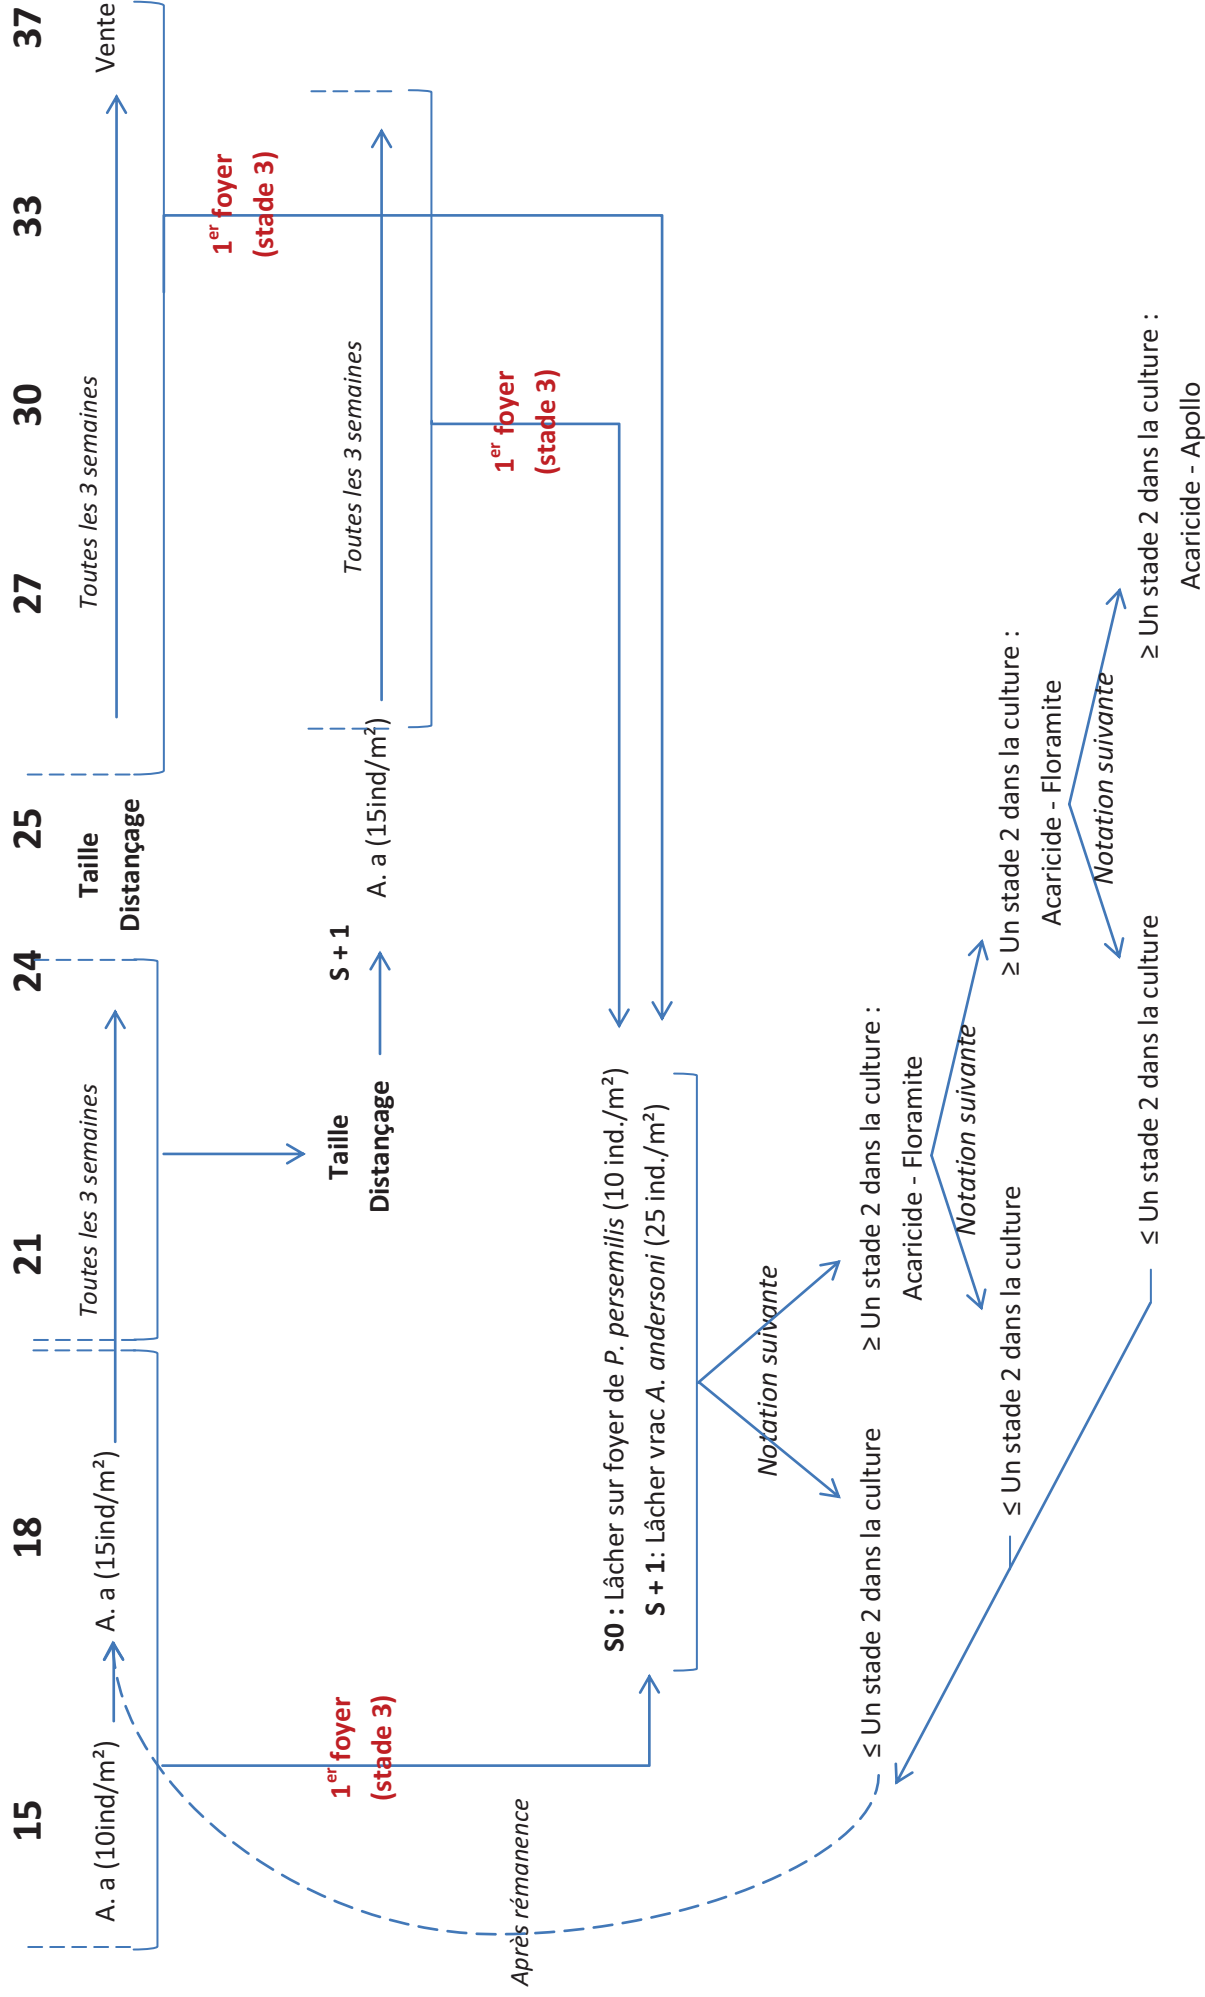 15 18 21 24 25 27 30 33 37
A. a (10ind/m²)
A. a (15ind/m²)
Toutes les 3 semaines
Taille
Distançage
Toutes les 3 semaines
Vente
1er foyer
(stade 3)
Taille
Distançage
S + 1
A. a (15ind/m²)
Toutes les 3 semaines
1er foyer
(stade 3)
1er foyer
(stade 3)
Après rémanence
S0 : Lâcher sur foyer de P. persemilis (10 ind./m²)
S + 1: Lâcher vrac A. andersoni (25 ind./m²)
Notation suivante
≤ Un stade 2 dans la culture
≥ Un stade 2 dans la culture :
Acaricide - Floramite
Notation suivante
≤ Un stade 2 dans la culture
≥ Un stade 2 dans la culture :
Acaricide - Floramite
Notation suivante
≤ Un stade 2 dans la culture
≥ Un stade 2 dans la culture :
Acaricide - Apollo